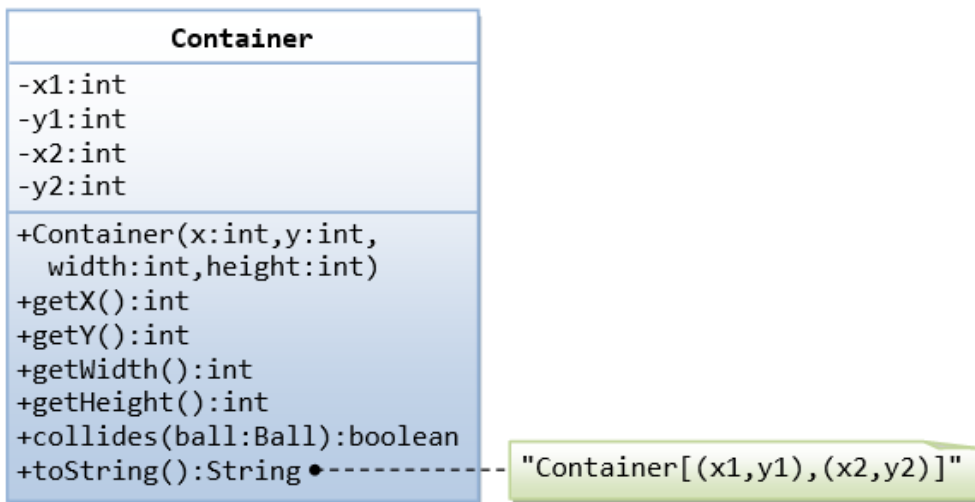 Container
-x1:int
-y1:int
-x2:int
-y2:int
+Container(x:int,y:int,
width:int,height:int)
+getX():int
+getY():int
+getWidth():int
+getHeight():int
+collides(ball:Ball):boolean
+toString():String
"Container[(x1,y1),(x2,y2)]"